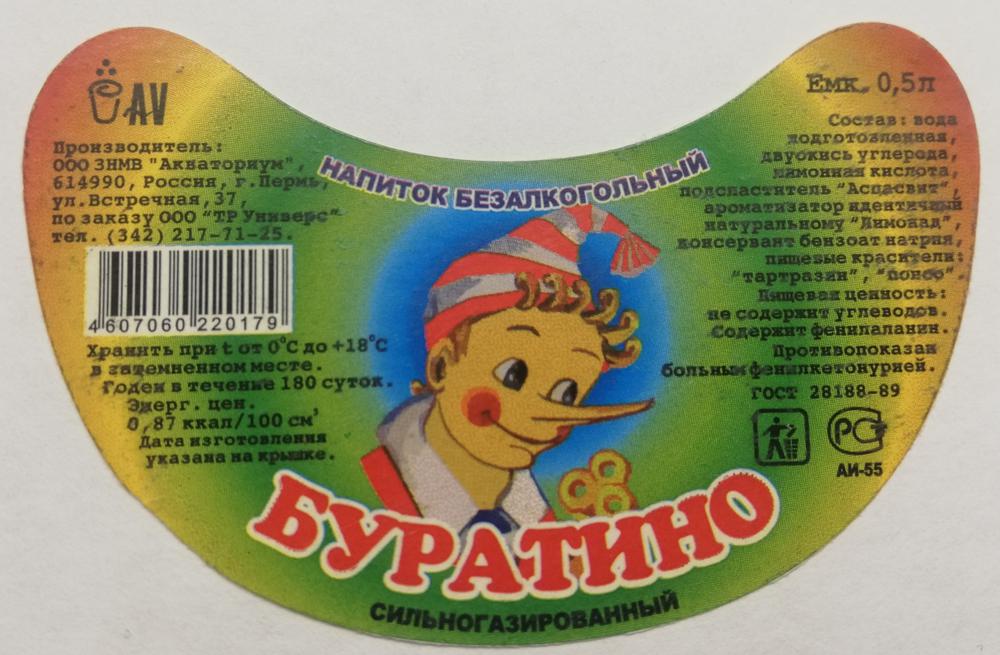 AV
Производитель:
ООО ЗНМВ "Акваториум",
614990, Россия, г.Пермь,
ул.Встречная,37,
по заказу ООО "ТР Универс"
тел. (342) 217-71-25.
4 607060 220179
Хранить при t от 0°С до +18°С
в затемненном месте.
Годен в течение 180 суток.
Энерг. цен.
0,87 ккал/100 см³
Дата изготовления
указана на крышке.
НАПИТОК БЕЗАЛКОГОЛЬНЫЙ
БУРАТИНО
СИЛЬНОГАЗИРОВАННЫЙ
Емк. 0,5л
Состав: вода
подготовленная,
двуокись углерода,
лимонная кислота,
подсластитель "Аспасвит",
ароматизатор идентичный
натуральному "Лимонад",
консервант бензоат натрия,
пищевые красители:
"тартразин", "понсо".
Пищевая ценность:
не содержит углеводов.
Содержит фенилаланин.
Противопоказан
больным фенилкетонурией.
ГОСТ 28188-89
РСТ
АИ-55